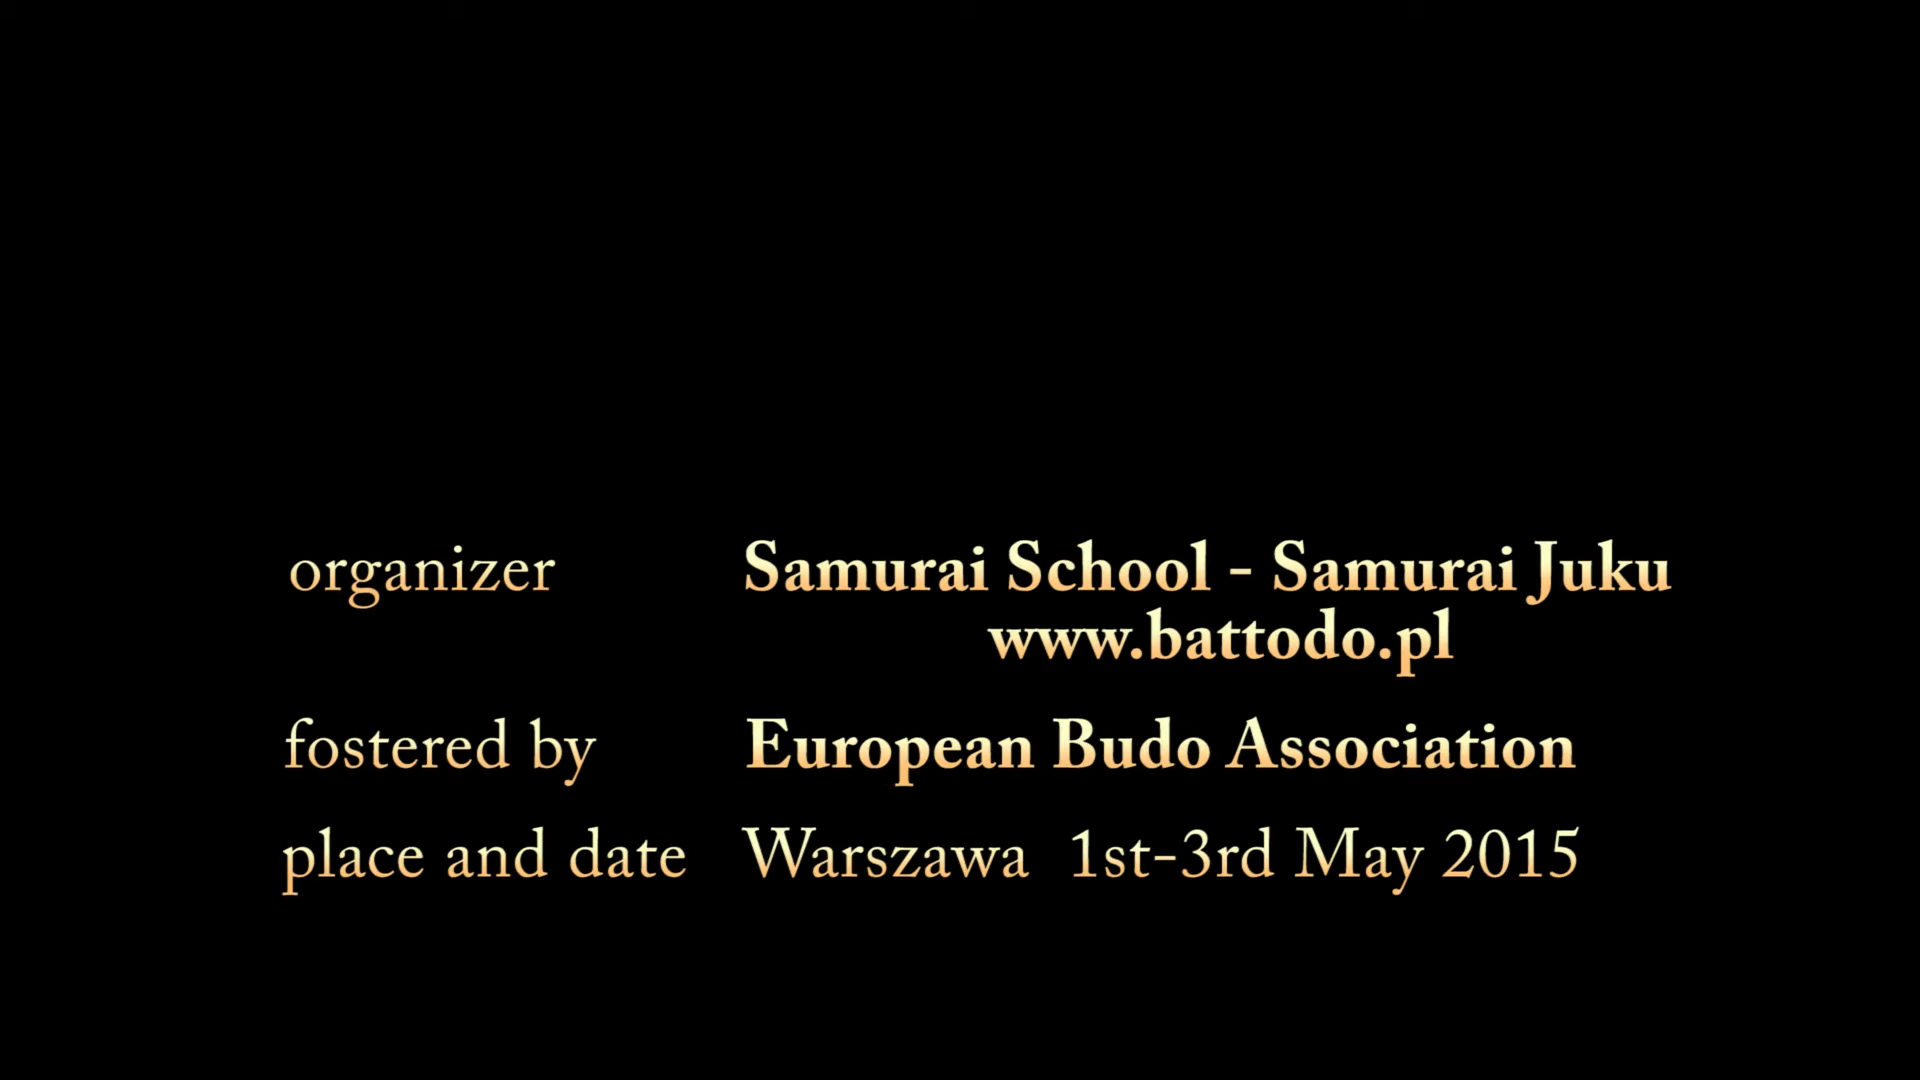 organizer Samurai School - Samurai Juku
www.battodo.pl
fostered by European Budo Association
place and date Warszawa 1st-3rd May 2015